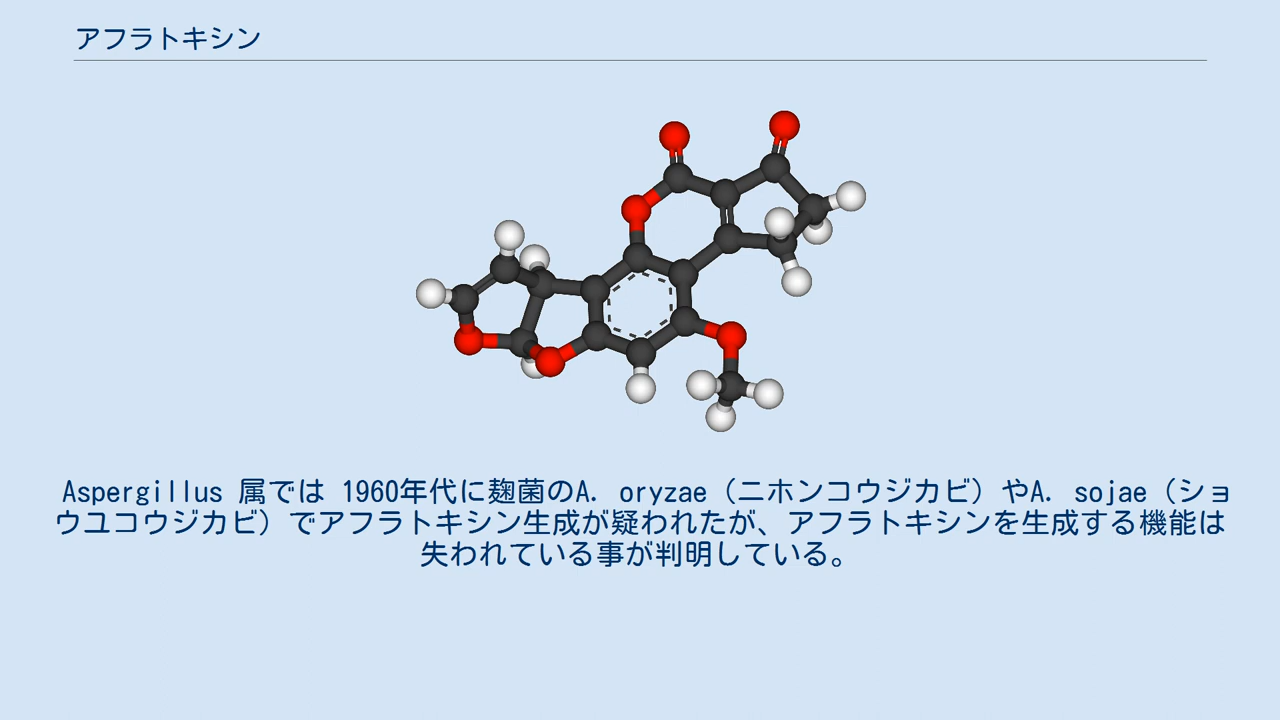 アフラトキシン
Aspergillus 属では 1960年代に麹菌のA. oryzae（ニホンコウジカビ）やA. sojae（ショ
ウユコウジカビ）でアフラトキシン生成が疑われたが、アフラトキシンを生成する機能は
失われている事が判明している。